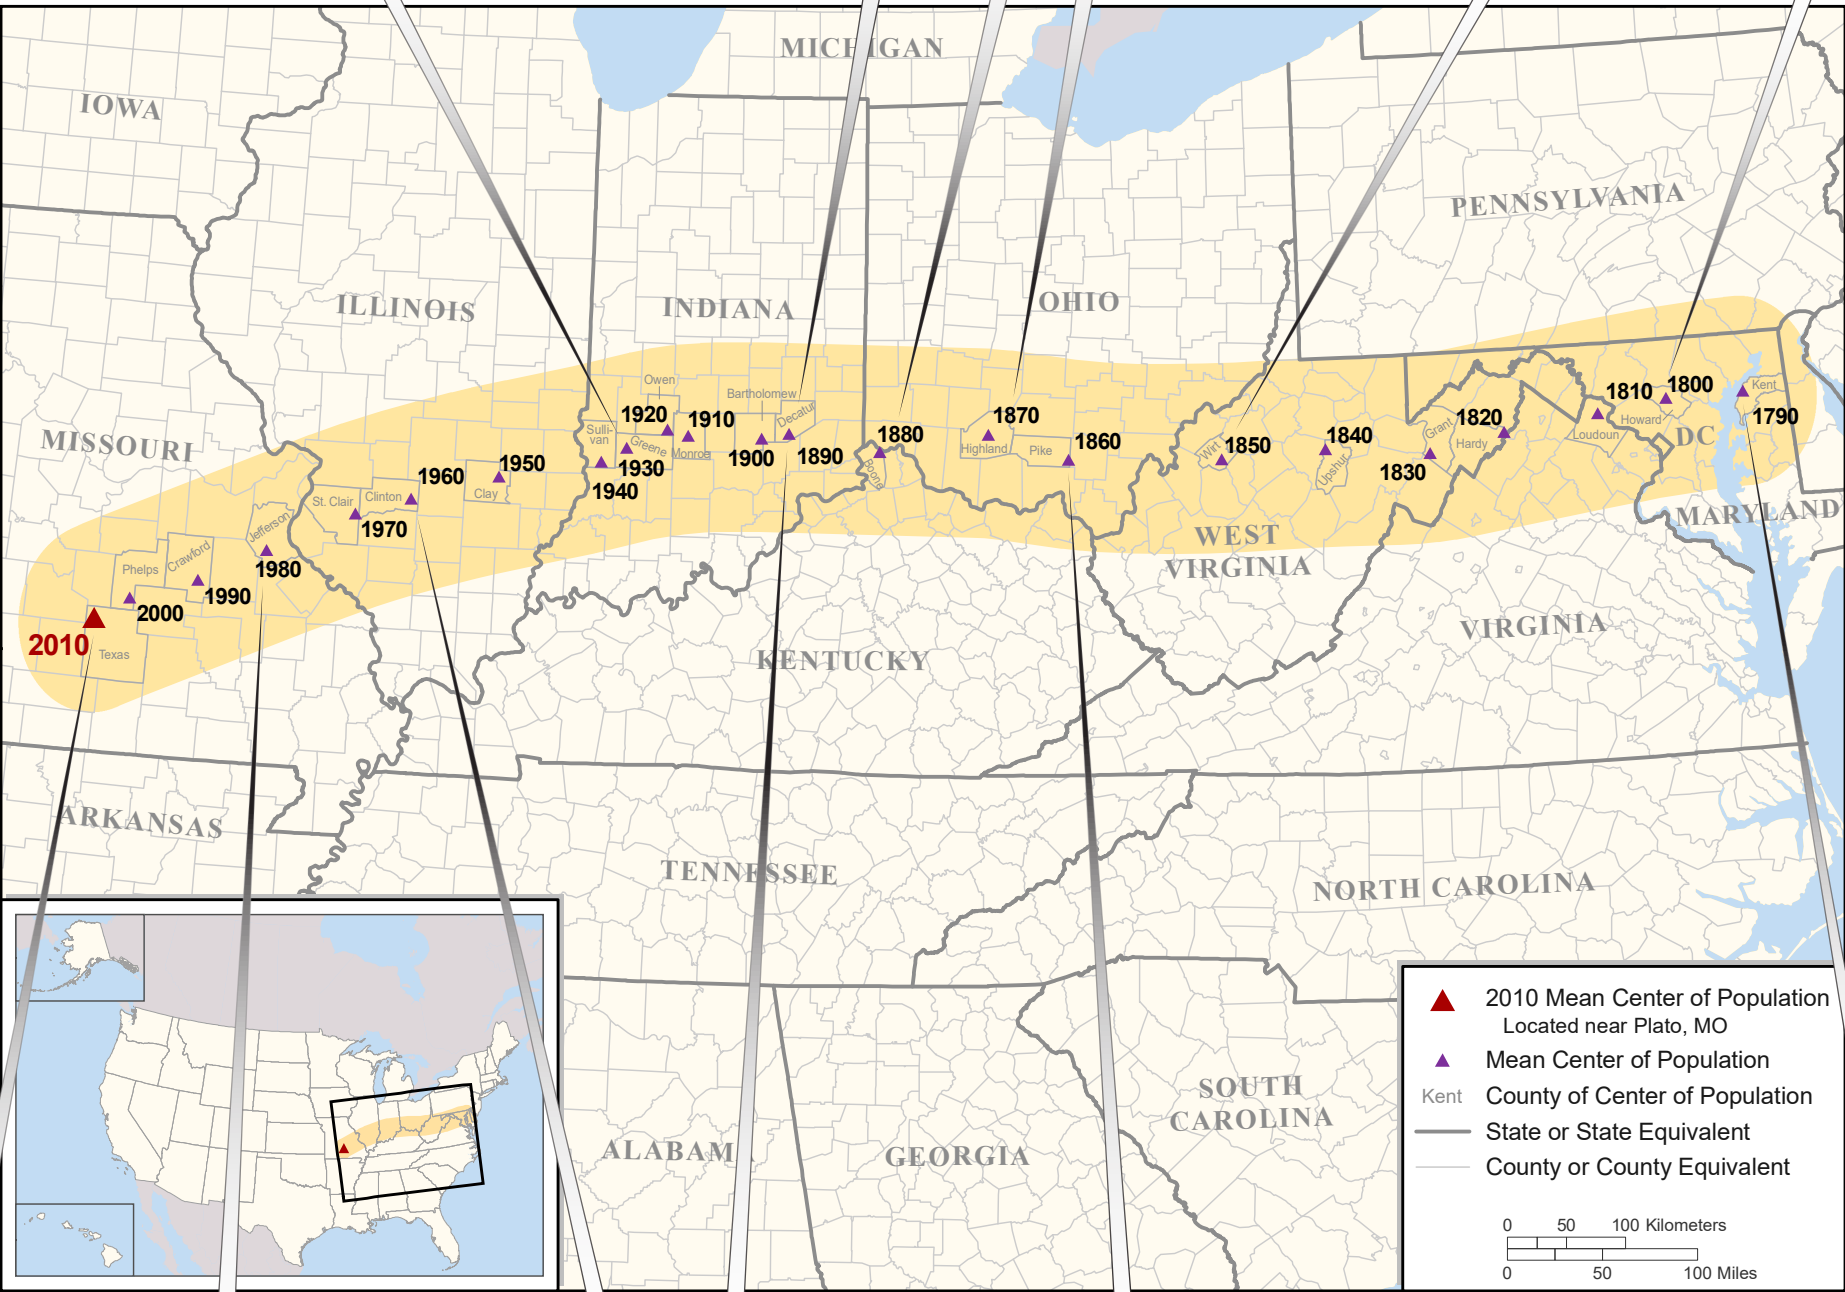 MICHIGAN
IOWA
PENNSYLVANIA
ILLINOIS
INDIANA
OHIO
Owen
Bartholomew
Decatur
1920
1910
Sulli-
van
Greene
Monroe
1900
1890
1930
1940
1880
Boone
1870
Highland
Pike
1860
Wirt
1850
1840
Upshur
1830
Grant
Hardy
1820
Loudoun
1810
Howard
1800
Kent
1790
DC
MARYLAND
MISSOURI
1960
1950
Clay
St. Clair
Clinton
1970
Jefferson
1980
Phelps
Crawford
1990
2000
2010
Texas
WEST
VIRGINIA
VIRGINIA
KENTUCKY
ARKANSAS
TENNESSEE
NORTH CAROLINA
SOUTH
CAROLINA
ALABAMA
GEORGIA
2010 Mean Center of Population
Located near Plato, MO
Mean Center of Population
Kent
County of Center of Population
State or State Equivalent
County or County Equivalent
0 50 100 Kilometers
0 50 100 Miles